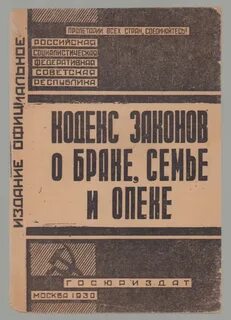 ПРОЛЕТАРИИ ВСЕХ СТРАН, СОЕДИНЯЙТЕСЬ!
РОССИЙСКАЯ
СОЦИАЛИСТИЧЕСКАЯ
ФЕДЕРАТИВНАЯ
СОВЕТСКАЯ
РЕСПУБЛИКА
ИЗДАНИЕ ОФИЦИАЛЬНОЕ
КОДЕКС ЗАКОНОВ
О БРАКЕ, СЕМЬЕ
И ОПЕКЕ
ГОСЮРИЗДАТ
МОСКВА 1930